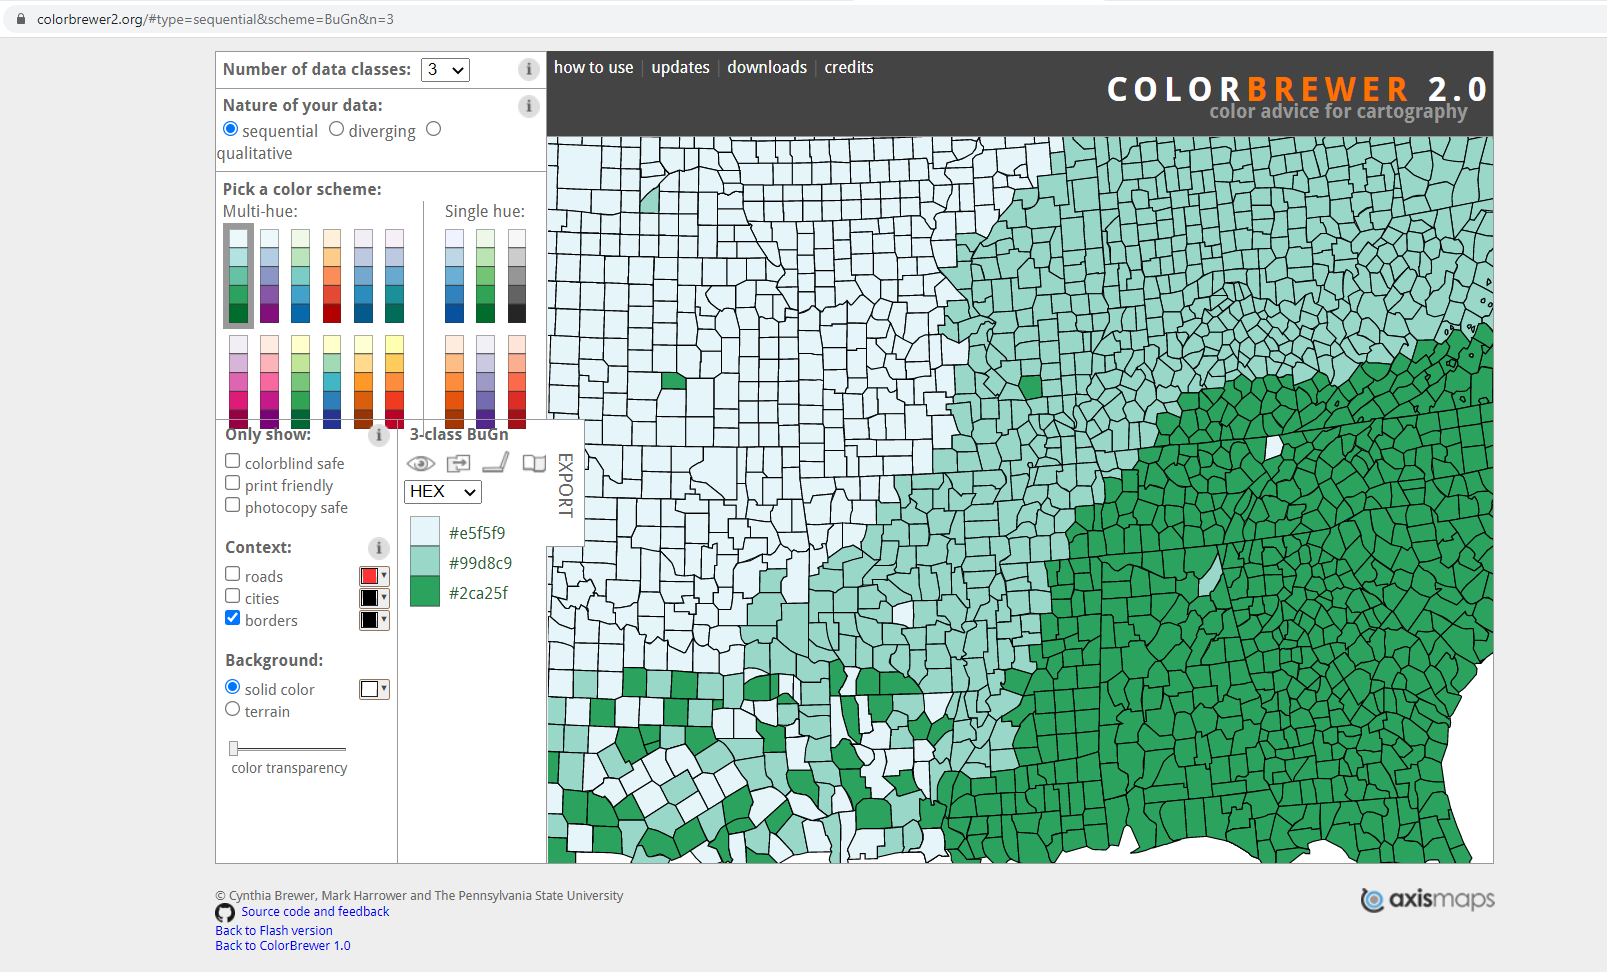 colorbrewer2.org/#type=sequential&scheme=BuGn&n=3
Number of data classes: 3
how to use | updates | downloads | credits
COLORBREWER 2.0
color advice for cartography
Nature of your data:
sequential diverging
qualitative
Pick a color scheme:
Multi-hue: Single hue:
Only show:
colorblind safe
print friendly
photocopy safe
Context:
roads
cities
borders
Background:
solid color
terrain
color transparency
3-class BuGn
EXPORT
HEX
#e5f5f9
#99d8c9
#2ca25f
© Cynthia Brewer, Mark Harrower and The Pennsylvania State University
Source code and feedback
Back to Flash version
Back to ColorBrewer 1.0
axismaps